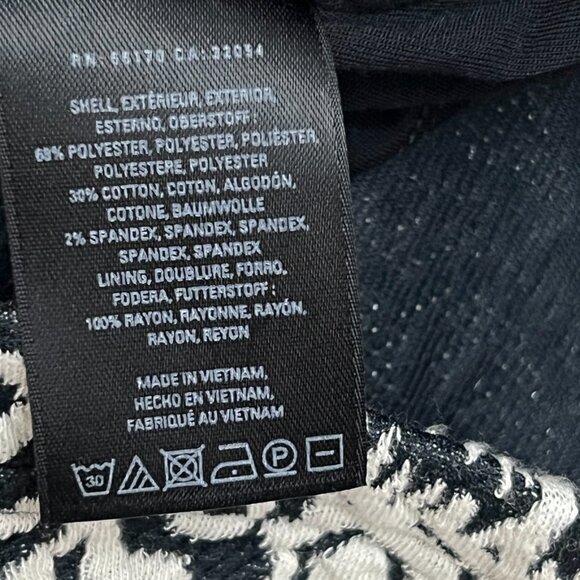 RN: 66170 CA:32054
SHELL, EXTÉRIEUR, EXTERIOR,
ESTERNO, OBERSTOFF :
68% POLYESTER, POLYESTER, POLIÉSTER,
POLYESTERE, POLYESTER
30% COTTON, COTON, ALGODÓN,
COTONE, BAUMWOLLE
2% SPANDEX, SPANDEX, SPANDEX,
SPANDEX, SPANDEX
LINING, DOUBLURE, FORRO,
FODERA, FUTTERSTOFF :
100% RAYON, RAYONNE, RAYÓN,
RAYON, REYON
MADE IN VIETNAM,
HECHO EN VIETNAM,
FABRIQUÉ AU VIETNAM
30 P